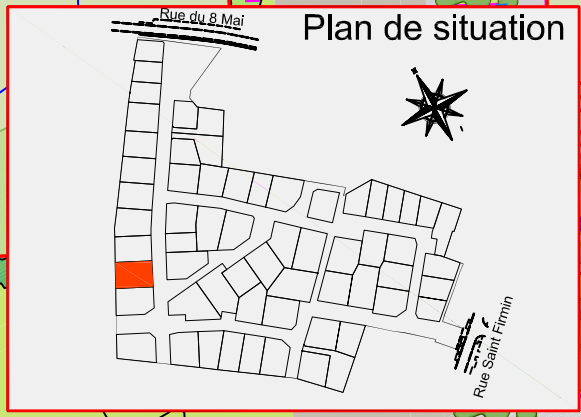 Rue du 8 Mai
Plan de situation
Rue Saint Firmin